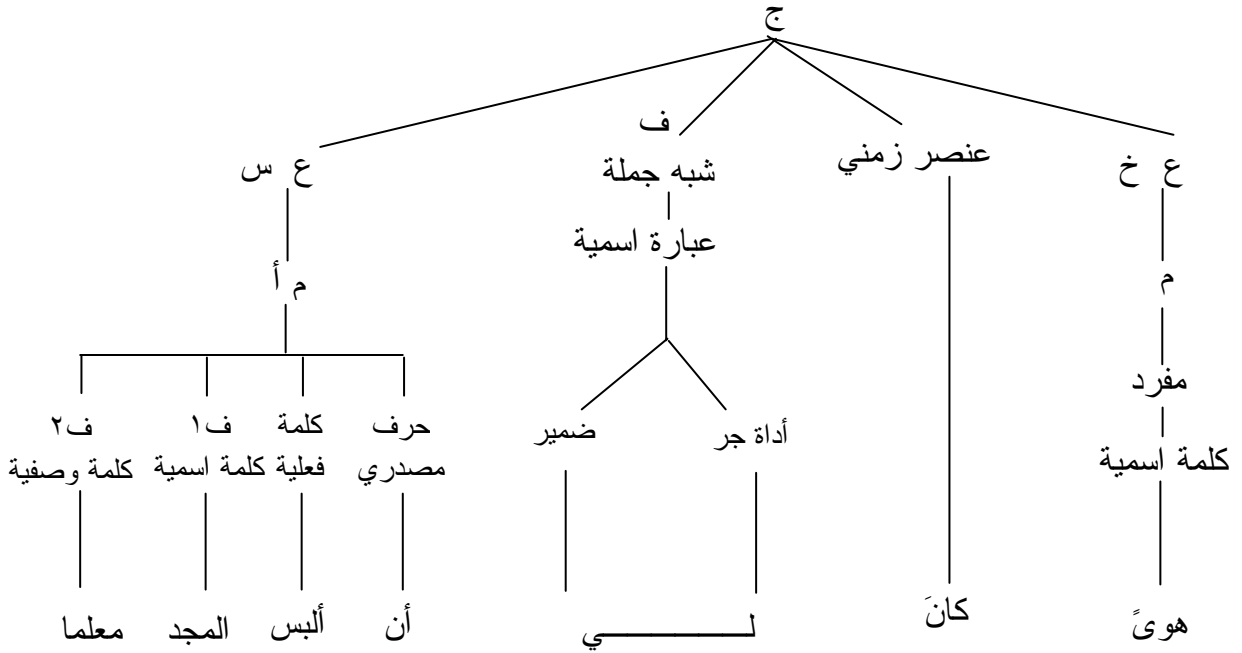 ج
ع خ
عنصر زمني
ف
شبه جملة
ع س
عبارة اسمية
م
م أ
مفرد
كلمة اسمية
أداة جر
ضمير
حرف
مصدري
كلمة
فعلية
ف١
كلمة اسمية
ف٢
كلمة وصفية
هوىً
كانَ
لـــــــــي
أن
ألبس
المجد
معلما